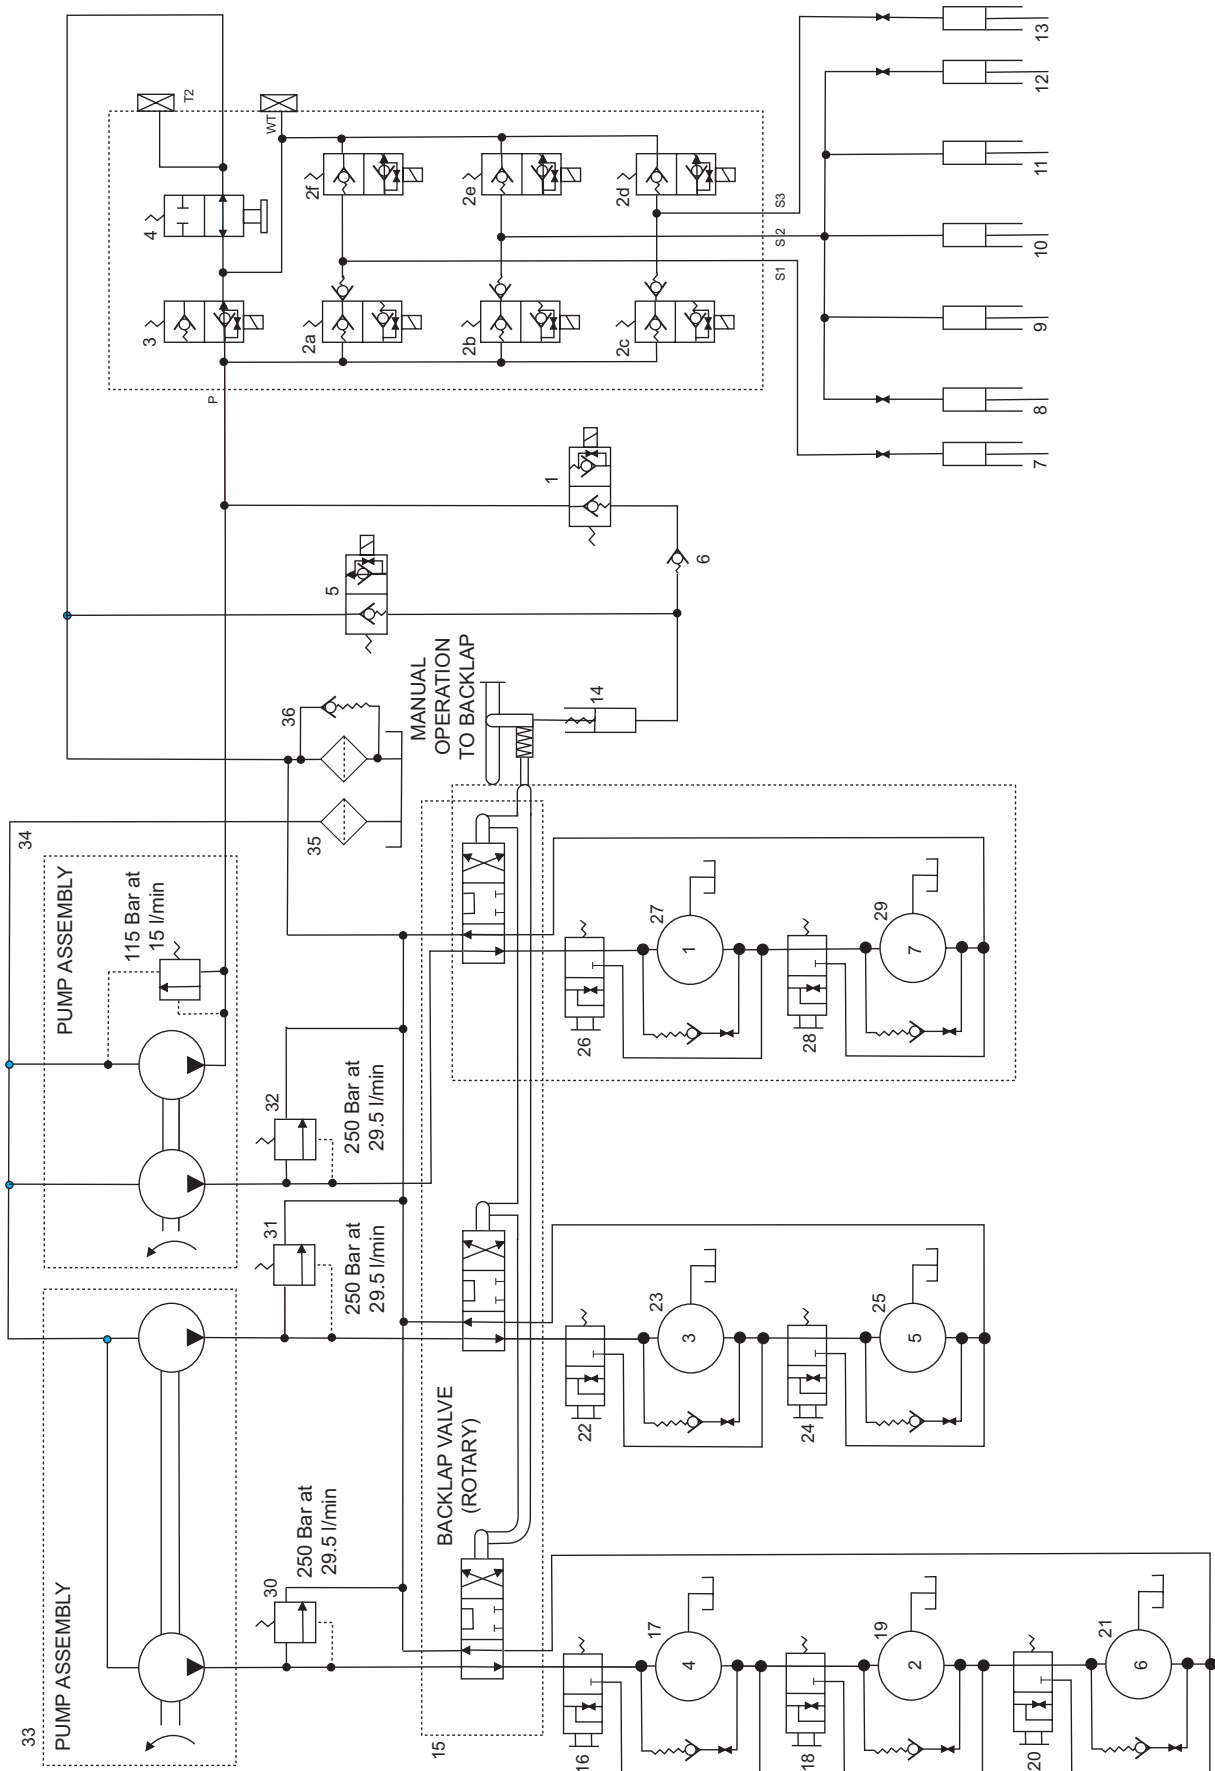 13
12
11
10
9
8
7
T2
WT
4
3
2f
2e
2d
2a
2b
2c
S3
S2
S1
P
1
5
6
MANUAL
OPERATION
TO BACKLAP
14
36
35
34
PUMP ASSEMBLY
115 Bar at
15 l/min
32
250 Bar at
29.5 l/min
31
250 Bar at
29.5 l/min
27
1
26
29
7
28
23
3
22
25
5
24
BACKLAP VALVE
(ROTARY)
33
PUMP ASSEMBLY
30
250 Bar at
29.5 l/min
15
17
4
16
19
2
18
21
6
20